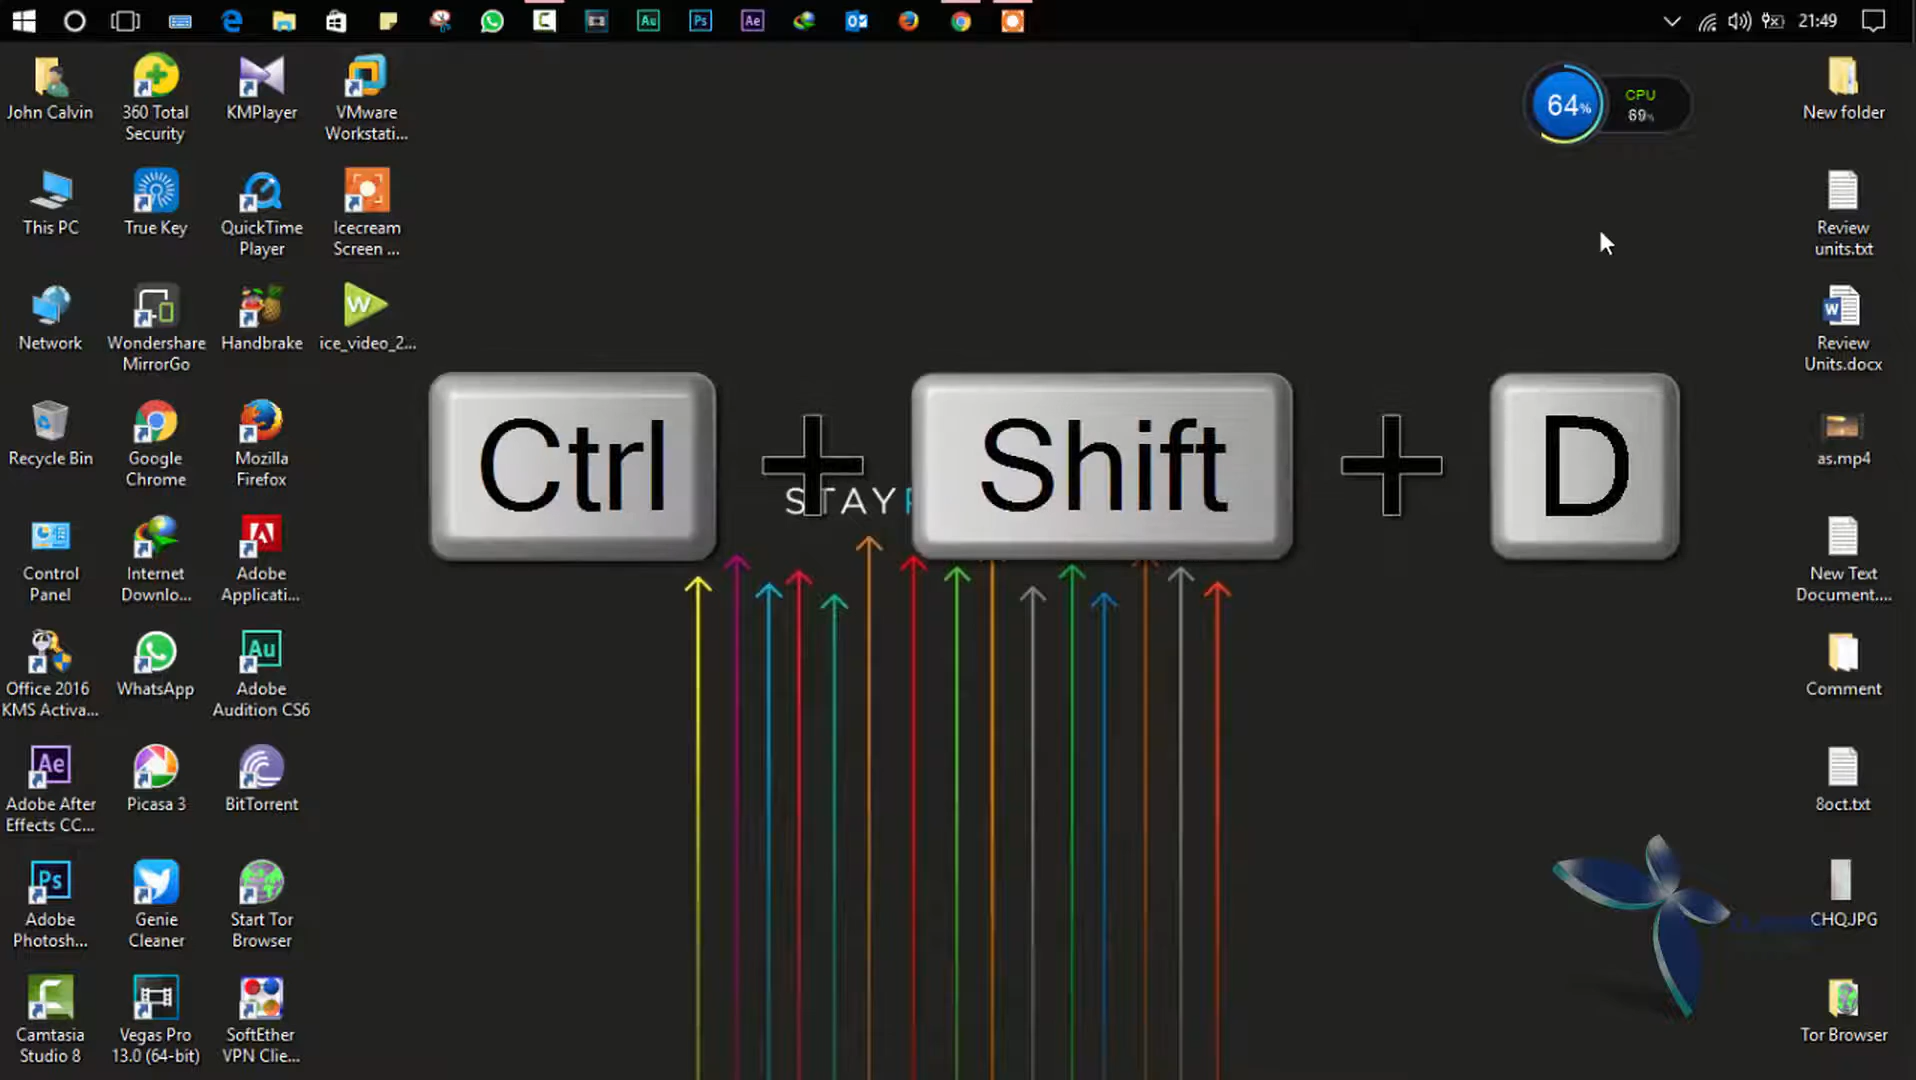 21:49
John Calvin
360 Total
Security
KMPlayer
VMware
Workstati...
64%
CPU
69%
New folder
This PC
True Key
QuickTime
Player
Icecream
Screen ...
Review
units.txt
Network
Wondershare
MirrorGo
Handbrake
ice_video_2...
Review
Units.docx
Ctrl + Shift + D
STAY
Recycle Bin
Google
Chrome
Mozilla
Firefox
as.mp4
Control
Panel
Internet
Downlo...
Adobe
Applicati...
New Text
Document....
Office 2016
KMS Activa...
WhatsApp
Au
Adobe
Audition CS6
Comment
Ae
Adobe After
Effects CC...
Picasa 3
BitTorrent
8oct.txt
Ps
Adobe
Photosh...
Genie
Cleaner
Start Tor
Browser
CHQ.JPG
Camtasia
Studio 8
Vegas Pro
13.0 (64-bit)
SoftEther
VPN Clie...
Tor Browser